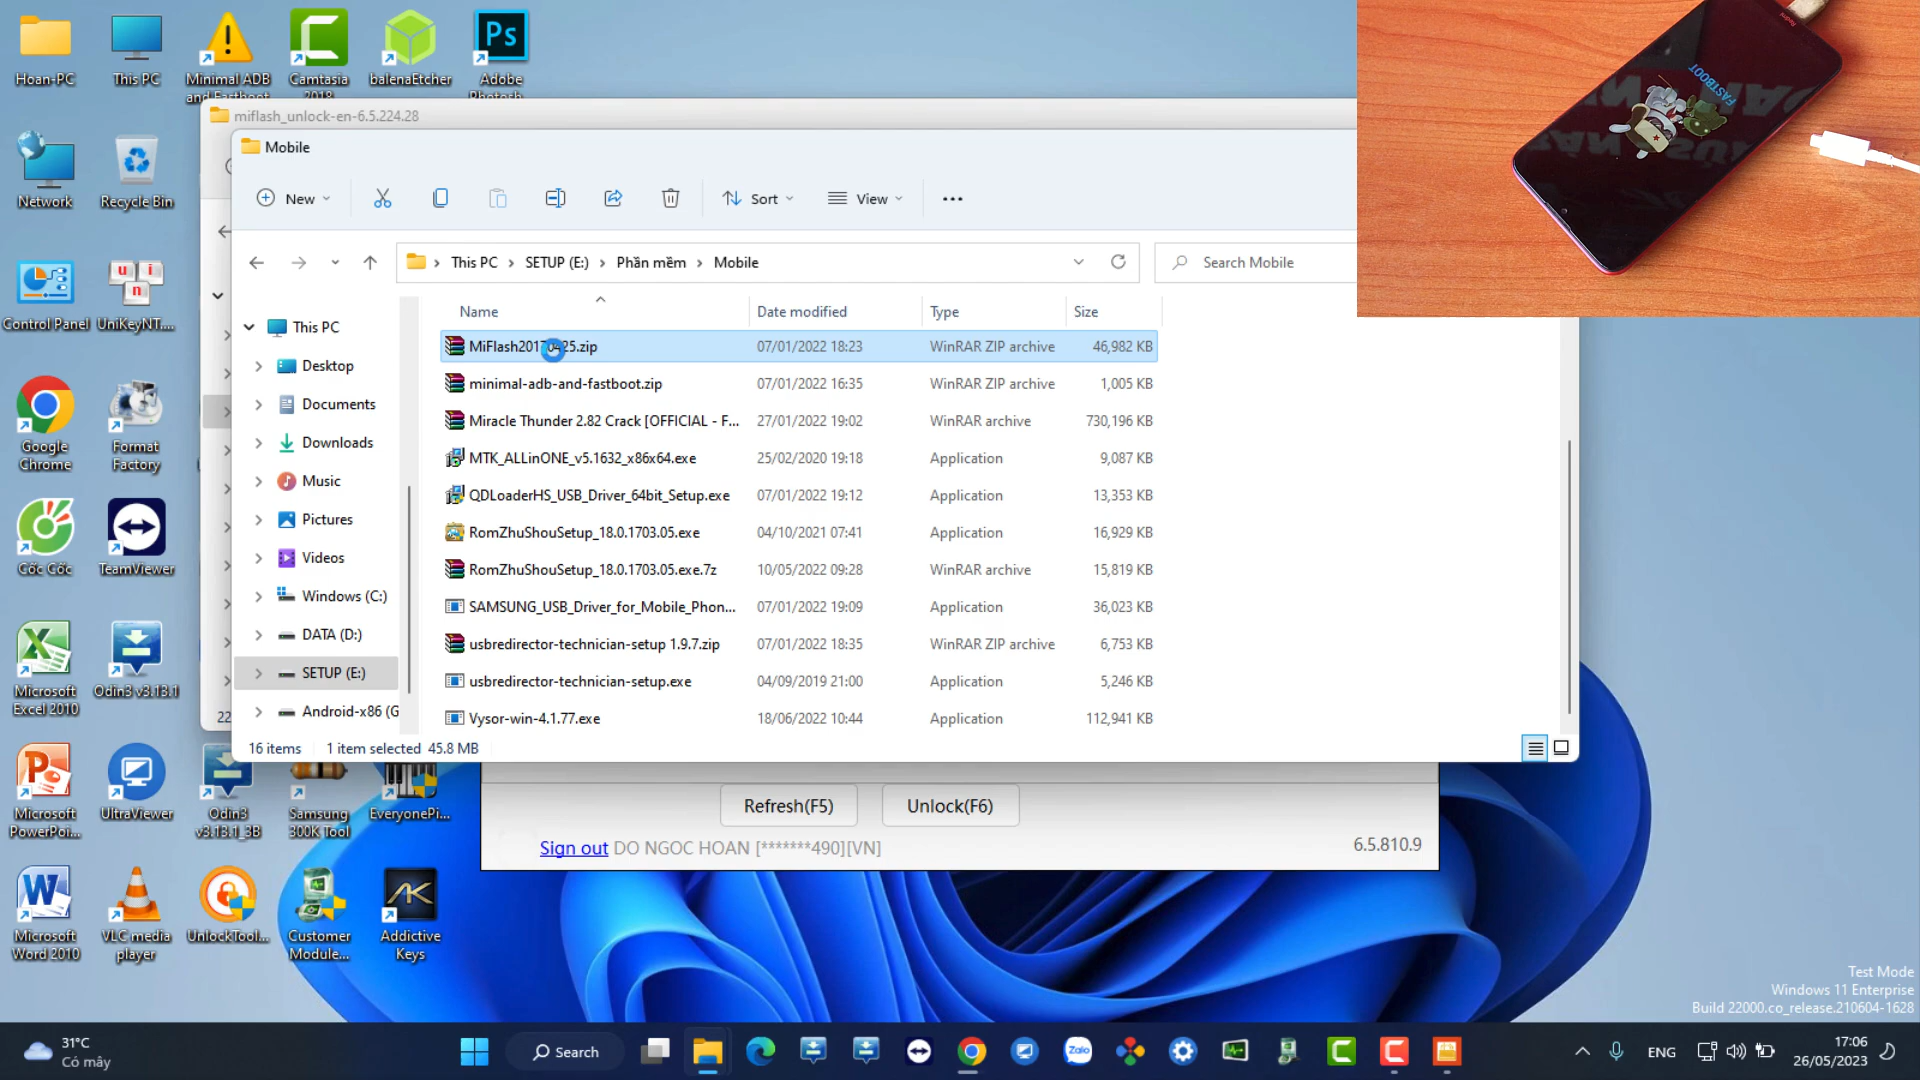 Hoan-PC
This PC
Minimal ADB
and Fastboot
Camtasia
2018
balenaEtcher
Ps
Adobe
Photosh...
miflash_unlock-en-6.5.224.28
Mobile
New
Sort
View
This PC
SETUP (E:)
Phần mềm
Mobile
Search Mobile
Network
Recycle Bin
Control Panel
UniKeyNT....
Google
Chrome
Format
Factory
Cốc Cốc
TeamViewer
Microsoft
Excel 2010
Odin3 v3.13.1
Microsoft
PowerPoi...
UltraViewer
Odin3
v3.13.1_3B
Samsung
300K Tool
EveryonePi...
Microsoft
Word 2010
VLC media
player
UnlockTool...
Customer
Module...
Addictive
Keys
This PC
Desktop
Documents
Downloads
Music
Pictures
Videos
Windows (C:)
DATA (D:)
SETUP (E:)
Android-x86 (G
Name Date modified Type Size
MiFlash20170425.zip 07/01/2022 18:23 WinRAR ZIP archive 46,982 KB
minimal-adb-and-fastboot.zip 07/01/2022 16:35 WinRAR ZIP archive 1,005 KB
Miracle Thunder 2.82 Crack [OFFICIAL - F... 27/01/2022 19:02 WinRAR archive 730,196 KB
MTK_ALLinONE_v5.1632_x86x64.exe 25/02/2020 19:18 Application 9,087 KB
QDLoaderHS_USB_Driver_64bit_Setup.exe 07/01/2022 19:12 Application 13,353 KB
RomZhuShouSetup_18.0.1703.05.exe 04/10/2021 07:41 Application 16,929 KB
RomZhuShouSetup_18.0.1703.05.exe.7z 10/05/2022 09:28 WinRAR archive 15,819 KB
SAMSUNG_USB_Driver_for_Mobile_Phon... 07/01/2022 19:09 Application 36,023 KB
usbredirector-technician-setup 1.9.7.zip 07/01/2022 18:35 WinRAR ZIP archive 6,753 KB
usbredirector-technician-setup.exe 04/09/2019 21:00 Application 5,246 KB
Vysor-win-4.1.77.exe 18/06/2022 10:44 Application 112,941 KB
16 items 1 item selected 45.8 MB
22
Refresh(F5)
Unlock(F6)
Sign out DO NGOC HOAN [*******490][VN]
6.5.810.9
Redmi
FASTBOOT
Test Mode
Windows 11 Enterprise
Build 22000.co_release.210604-1628
31°C
Có mây
Search
Zalo
ENG
17:06
26/05/2023